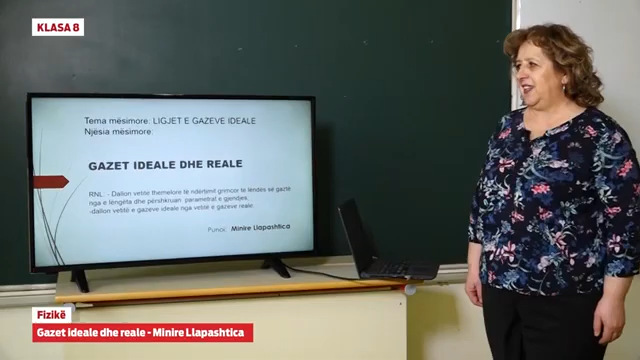 KLASA 8
Tema mësimore: LIGJET E GAZEVE IDEALE
Njësia mësimore:
GAZET IDEALE DHE REALE
RNL: - Dallon vetitë themelore të ndërtimit grimcor të lëndës së gaztë
nga e lëngëta dhe përshkruan parametrat e gjendjes.
-dallon vetitë e gazeve ideale nga vetitë e gazeve reale.
Punoi: Minire Llapashtica
Fizikë
Gazet ideale dhe reale - Minire Llapashtica